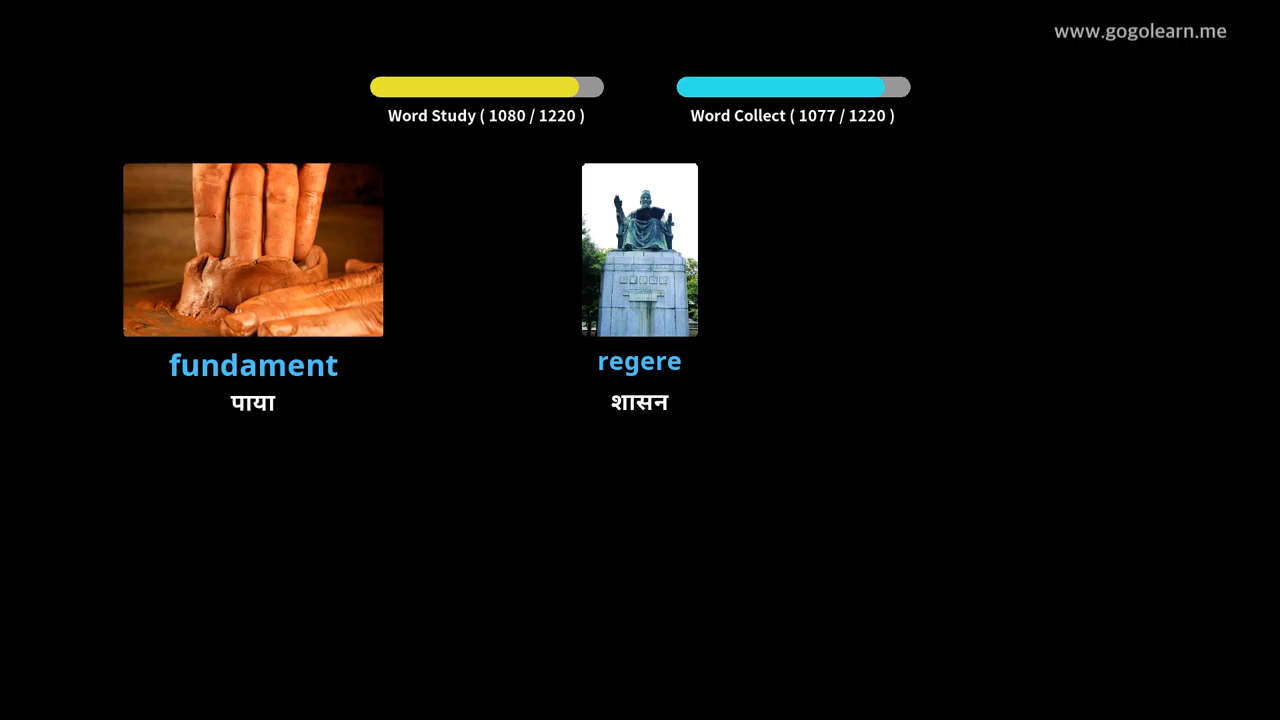 www.gogolearn.me
Word Study ( 1080 / 1220 )
Word Collect ( 1077 / 1220 )
fundament
पाया
regere
शासन